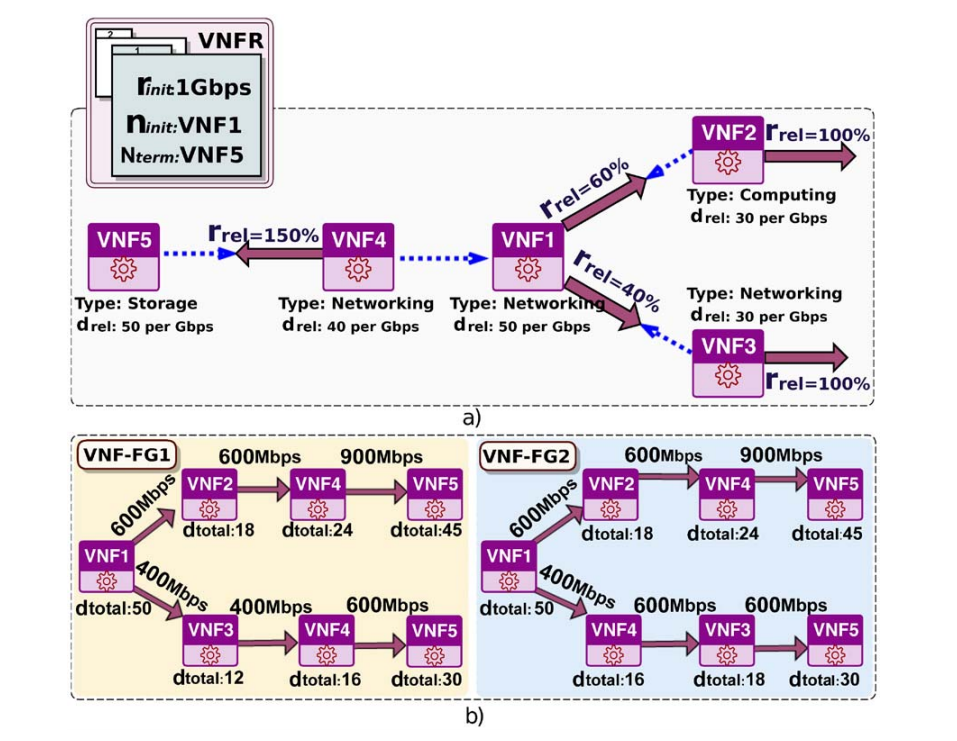 2
1
VNFR
rinit:1Gbps
ninit:VNF1
Nterm:VNF5
VNF2
rrel=100%
Type: Computing
drel: 30 per Gbps
rrel=60%
VNF5
rrel=150%
VNF4
VNF1
Type: Storage
drel: 50 per Gbps
Type: Networking
drel: 40 per Gbps
Type: Networking
drel: 50 per Gbps
rrel=40%
Type: Networking
drel: 30 per Gbps
VNF3
rrel=100%
a)
VNF-FG1
600Mbps
900Mbps
VNF2
VNF4
VNF5
600Mbps
dtotal:18
dtotal:24
dtotal:45
VNF1
dtotal:50
400Mbps
400Mbps
600Mbps
VNF3
VNF4
VNF5
dtotal:12
dtotal:16
dtotal:30
VNF-FG2
600Mbps
900Mbps
VNF2
VNF4
VNF5
600Mbps
dtotal:18
dtotal:24
dtotal:45
VNF1
dtotal:50
400Mbps
600Mbps
600Mbps
VNF4
VNF3
VNF5
dtotal:16
dtotal:18
dtotal:30
b)